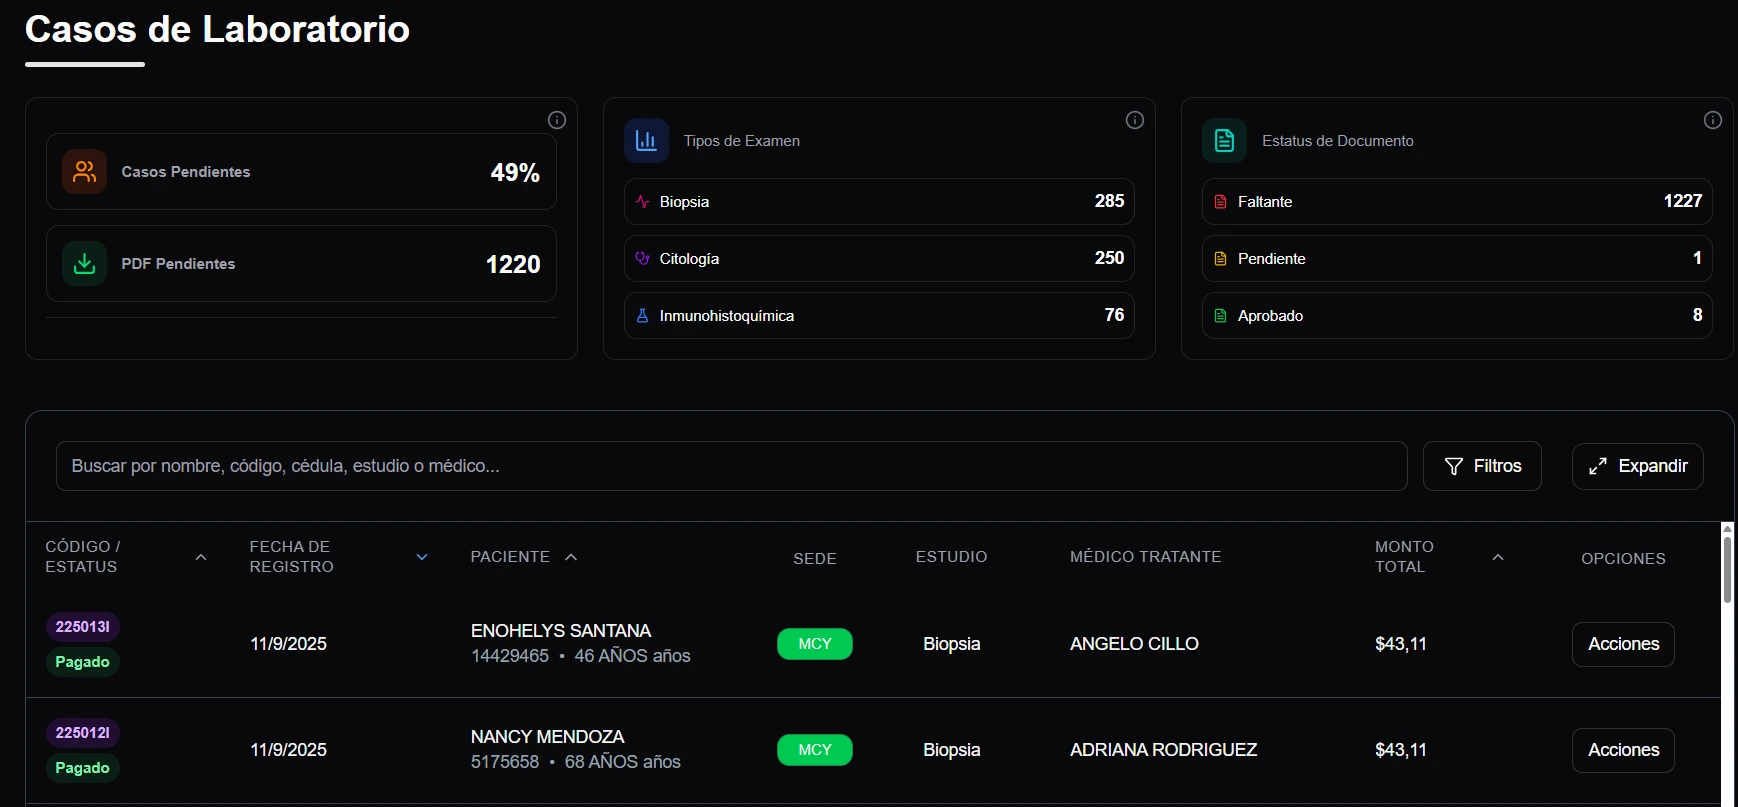 Casos de Laboratorio
Casos Pendientes 49%
PDF Pendientes 1220
Tipos de Examen
Biopsia 285
Citología 250
Inmunohistoquímica 76
Estatus de Documento
Faltante 1227
Pendiente 1
Aprobado 8
Buscar por nombre, código, cédula, estudio o médico...
Filtros
Expandir
CÓDIGO / ESTATUS FECHA DE REGISTRO PACIENTE SEDE ESTUDIO MÉDICO TRATANTE MONTO TOTAL OPCIONES
225013I
Pagado
11/9/2025
ENOHELYS SANTANA
14429465 • 46 AÑOS años
MCY
Biopsia
ANGELO CILLO
$43,11
Acciones
225012I
Pagado
11/9/2025
NANCY MENDOZA
5175658 • 68 AÑOS años
MCY
Biopsia
ADRIANA RODRIGUEZ
$43,11
Acciones